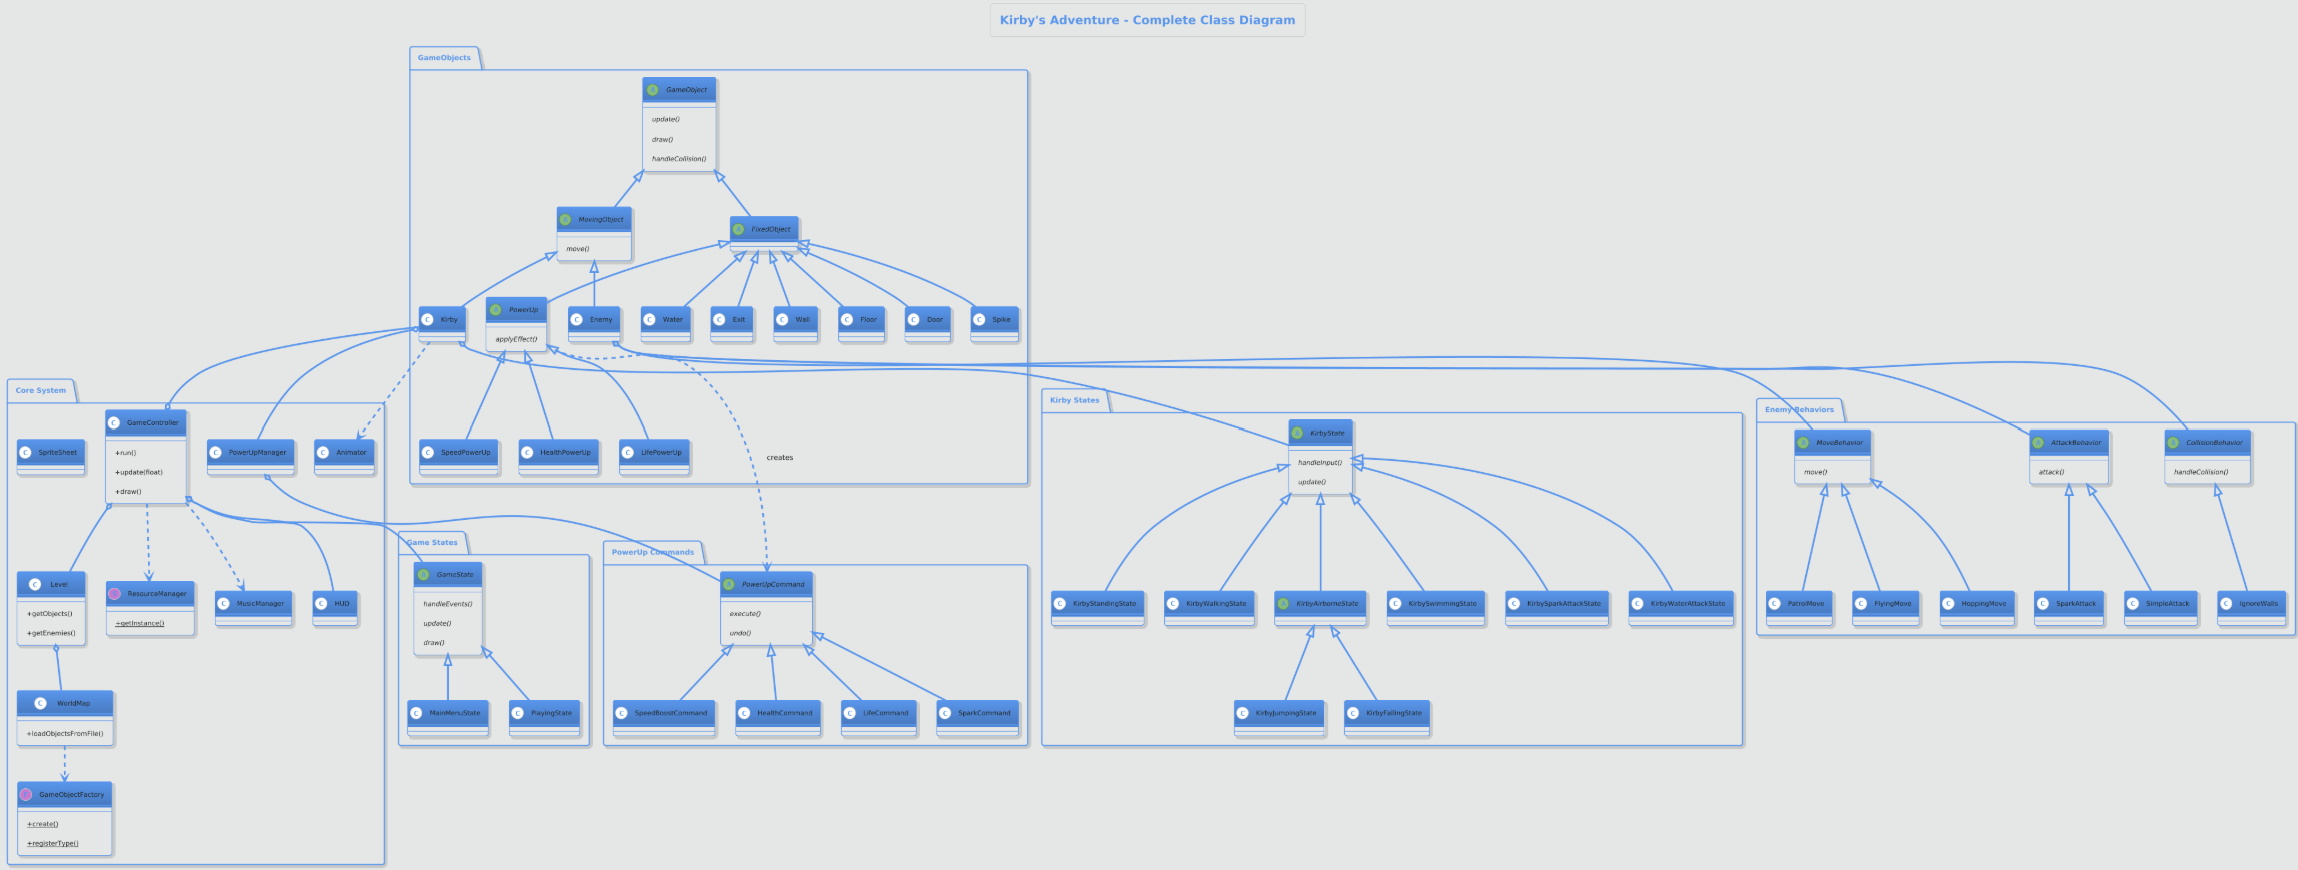 Kirby's Adventure - Complete Class Diagram
GameObjects
GameObject
update()
draw()
handleCollision()
MovingObject
move()
FixedObject
Kirby
PowerUp
applyEffect()
Enemy
Water
Exit
Wall
Floor
Door
Spike
SpeedPowerUp
HealthPowerUp
LifePowerUp
creates
Core System
SpriteSheet
GameController
+run()
+update(float)
+draw()
PowerUpManager
Animator
Level
+getObjects()
+getEnemies()
ResourceManager
+getInstance()
MusicManager
HUD
WorldMap
+loadObjectsFromFile()
GameObjectFactory
+create()
+registerType()
Game States
GameState
handleEvents()
update()
draw()
MainMenuState
PlayingState
PowerUp Commands
PowerUpCommand
execute()
undo()
SpeedBoostCommand
HealthCommand
LifeCommand
SparkCommand
Kirby States
KirbyState
handleInput()
update()
KirbyStandingState
KirbyWalkingState
KirbyAirborneState
KirbySwimmingState
KirbySparkAttackState
KirbyWaterAttackState
KirbyJumpingState
KirbyFallingState
Enemy Behaviors
MoveBehavior
move()
AttackBehavior
attack()
CollisionBehavior
handleCollision()
PatrolMove
FlyingMove
HoppingMove
SparkAttack
SimpleAttack
IgnoreWalls